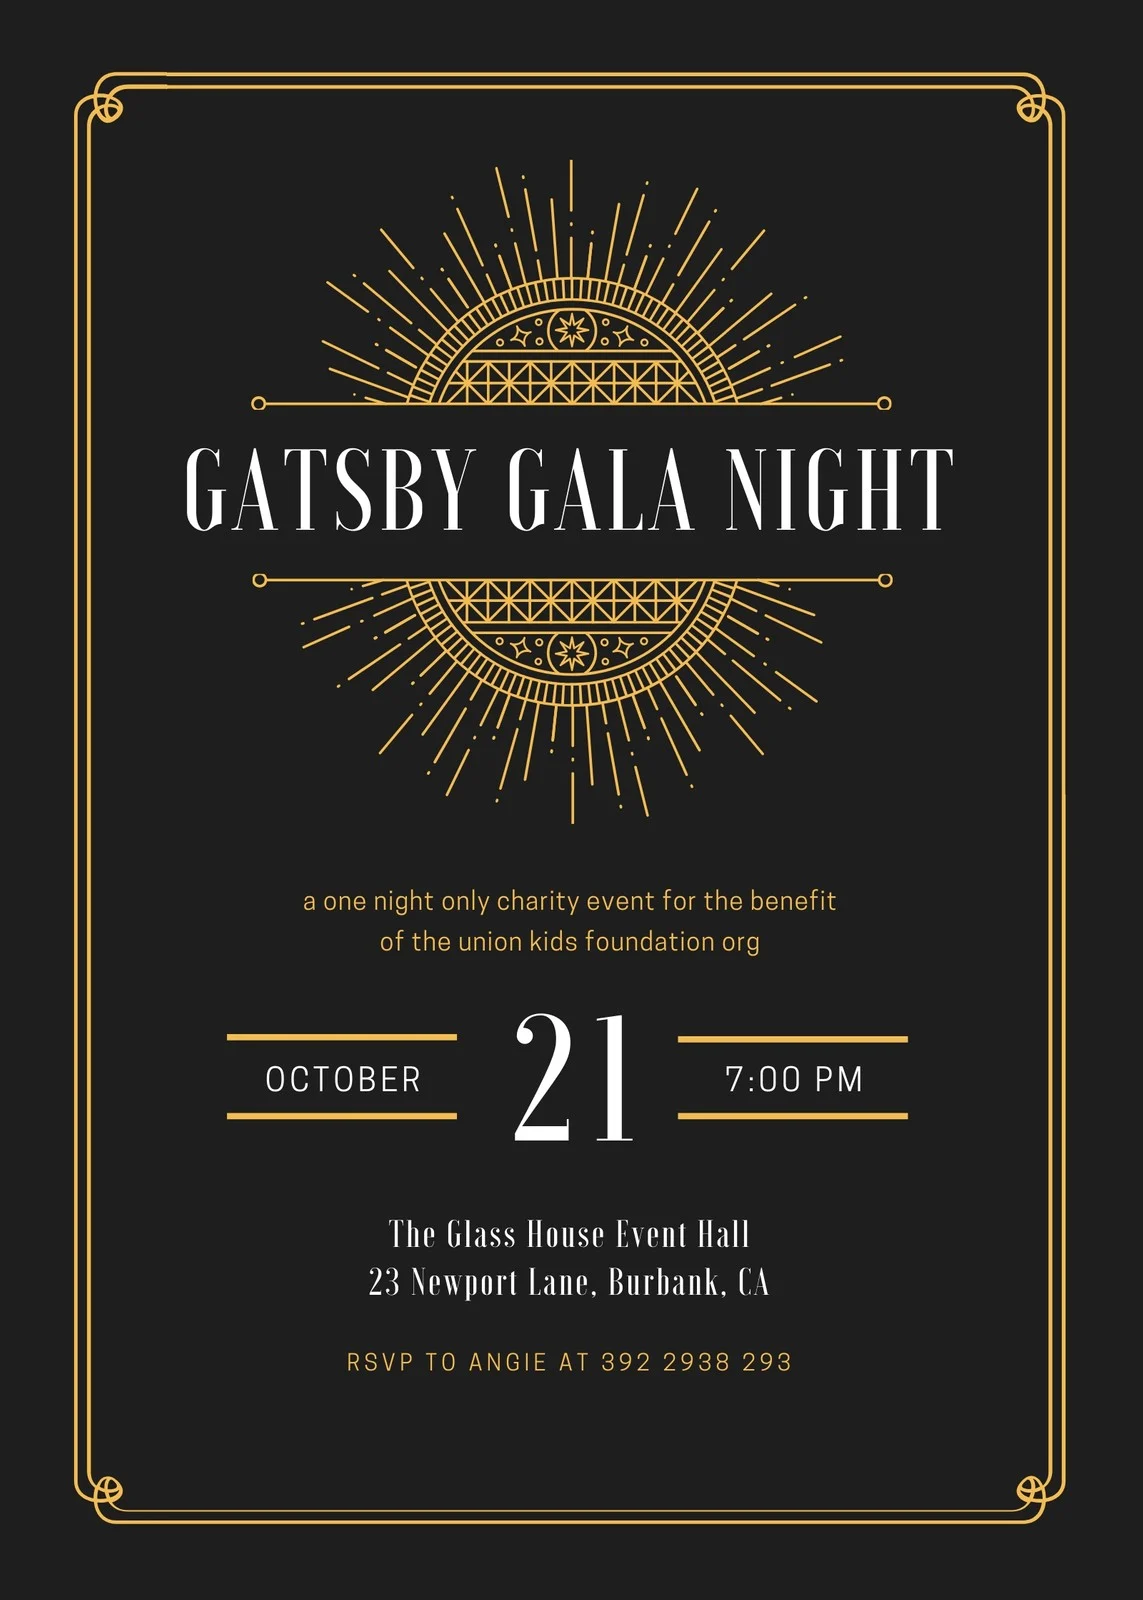 GATSBY GALA NIGHT
a one night only charity event for the benefit
of the union kids foundation org
OCTOBER
21
7:00 PM
The Glass House Event Hall
23 Newport Lane, Burbank, CA
RSVP TO ANGIE AT 392 2938 293